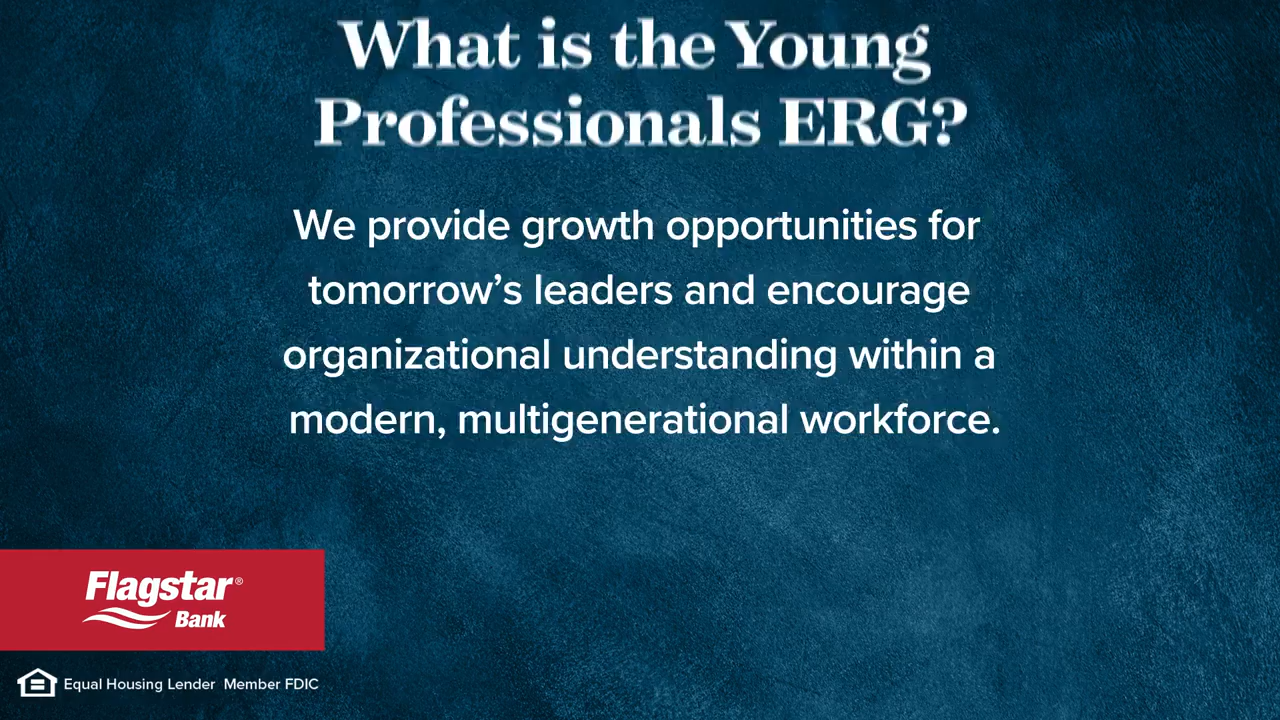 What is the Young
Professionals ERG?
We provide growth opportunities for
tomorrow’s leaders and encourage
organizational understanding within a
modern, multigenerational workforce.
Flagstar®
Bank
Equal Housing Lender Member FDIC